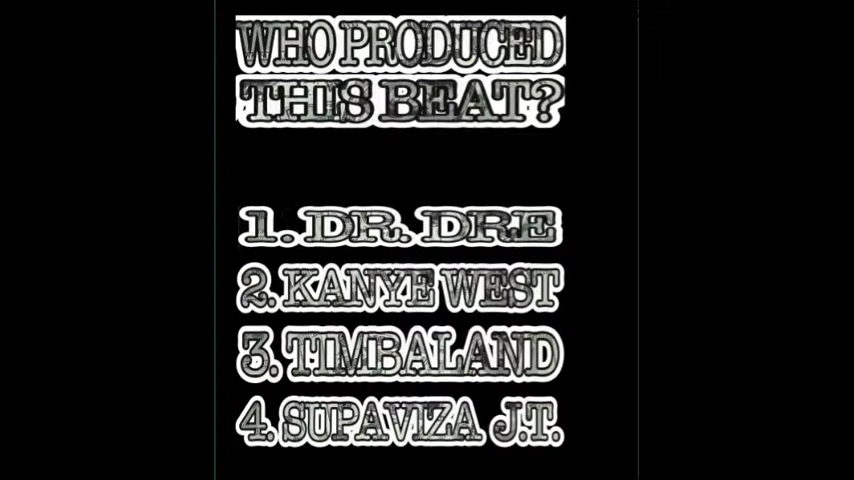 WHO PRODUCED
THIS BEAT?
1. DR. DRE
2. KANYE WEST
3. TIMBALAND
4. SUPAVIZA J.T.